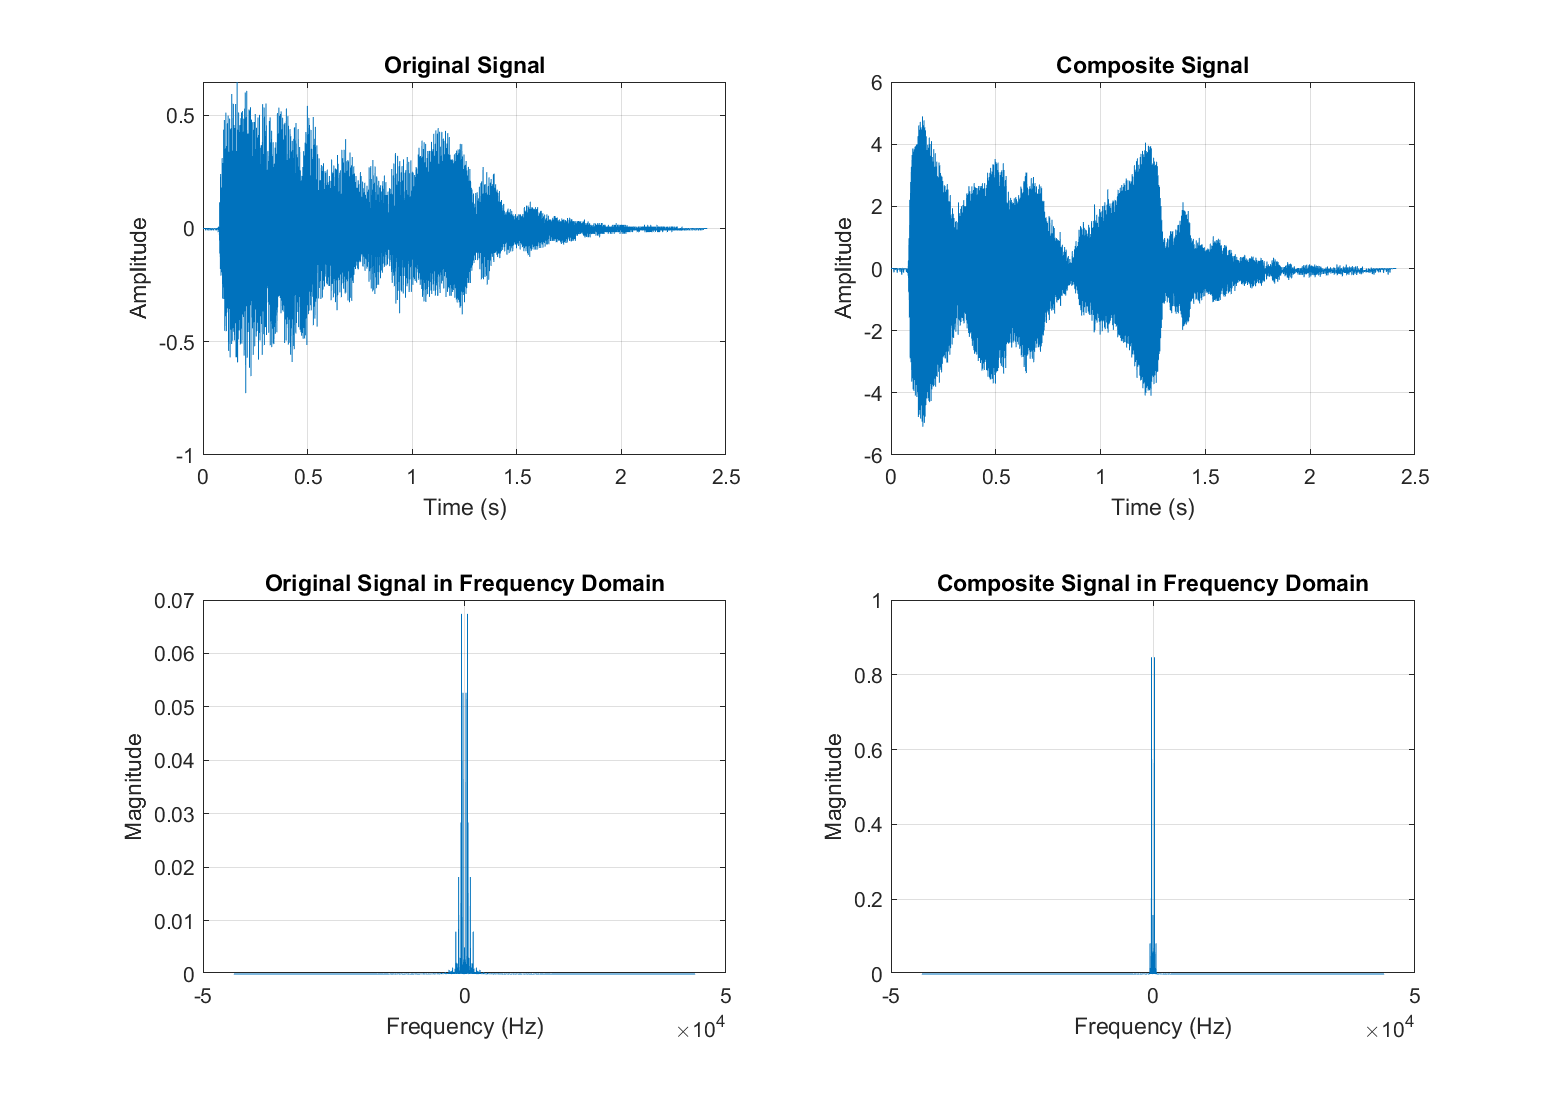 Original Signal
0.5
0
-0.5
-1
Amplitude
0 0.5 1 1.5 2 2.5
Time (s)
Composite Signal
6
4
2
0
-2
-4
-6
Amplitude
0 0.5 1 1.5 2 2.5
Time (s)
Original Signal in Frequency Domain
0.07
0.06
0.05
0.04
0.03
0.02
0.01
0
Magnitude
-5 0 5
Frequency (Hz)
×10⁴
Composite Signal in Frequency Domain
1
0.8
0.6
0.4
0.2
0
Magnitude
-5 0 5
Frequency (Hz)
×10⁴